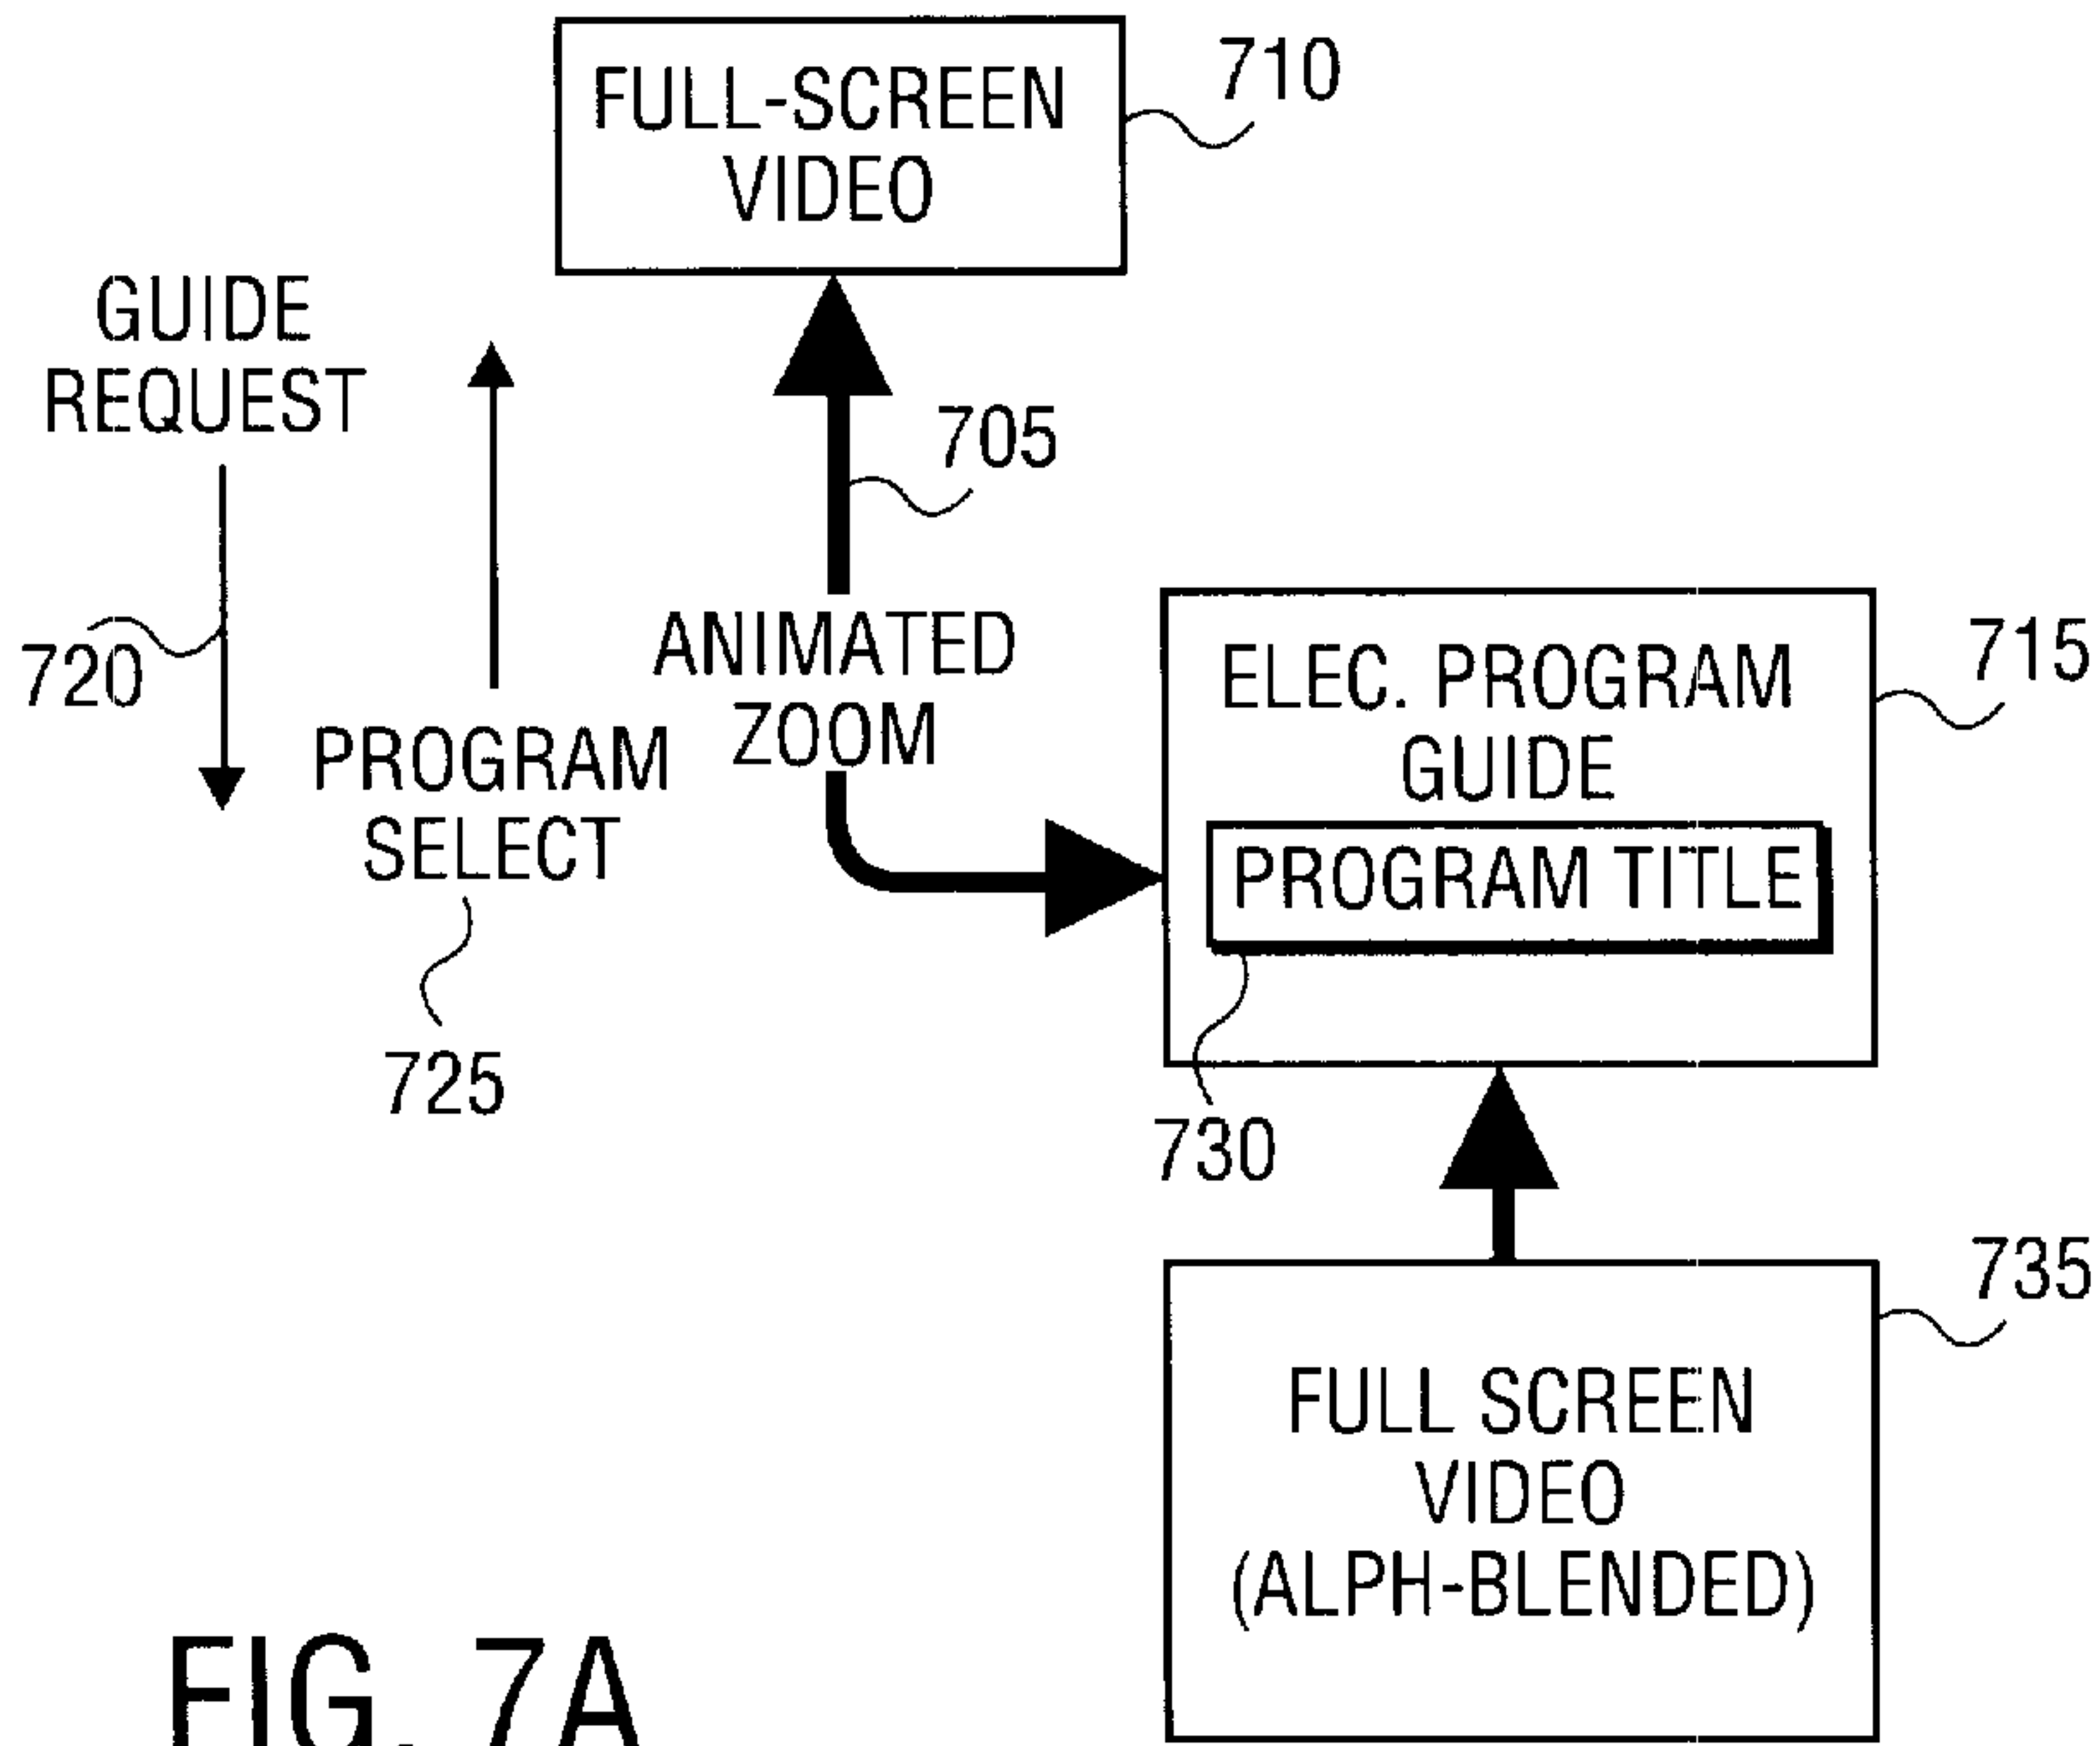 FULL-SCREEN
VIDEO
710
GUIDE
REQUEST
705
720
PROGRAM
SELECT
725
ANIMATED
ZOOM
ELEC. PROGRAM
GUIDE
715
PROGRAM TITLE
730
735
FULL SCREEN
VIDEO
(ALPH-BLENDED)
FIG. 7A